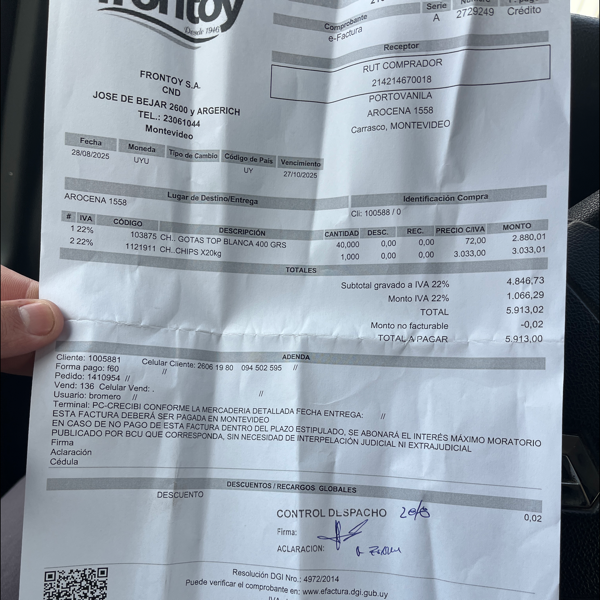 frontoy
Desde 1946
Comprobante
e-Factura
Serie
A
2729249
Crédito
Receptor
RUT COMPRADOR
214214670018
PORTOVANILA
AROCENA 1558
Carrasco, MONTEVIDEO
FRONTOY S.A.
CND
JOSE DE BEJAR 2600 y ARGERICH
TEL.: 23061044
Montevideo
Fecha Moneda Tipo de Cambio Código de País Vencimiento
28/08/2025 UYU UY 27/10/2025
Lugar de Destino/Entrega
AROCENA 1558
Identificación Compra
Cli: 100588 / 0
# IVA CÓDIGO DESCRIPCIÓN CANTIDAD DESC. REC. PRECIO C/IVA MONTO
1 22% 103875 CH.. GOTAS TOP BLANCA 400 GRS 40,000 0,00 0,00 72,00 2.880,01
2 22% 1121911 CH..CHIPS X20kg 1,000 0,00 0,00 3.033,00 3.033,01
TOTALES
Subtotal gravado a IVA 22% 4.846,73
Monto IVA 22% 1.066,29
TOTAL 5.913,02
Monto no facturable -0,02
TOTAL A PAGAR 5.913,00
ADENDA
Cliente: 1005881 Celular Cliente: 2606 19 80 094 502 595 //
Forma pago: f60 //
Pedido: 1410954 //
Vend: 136 Celular Vend: .
Usuario: bromero // //
Terminal: PC-CRECIBI CONFORME LA MERCADERIA DETALLADA FECHA ENTREGA: //
ESTA FACTURA DEBERÁ SER PAGADA EN MONTEVIDEO
EN CASO DE NO PAGO DE ESTA FACTURA DENTRO DEL PLAZO ESTIPULADO, SE ABONARÁ EL INTERÉS MÁXIMO MORATORIO
PUBLICADO POR BCU QUE CORRESPONDA, SIN NECESIDAD DE INTERPELACIÓN JUDICIAL NI EXTRAJUDICIAL
Firma
Aclaración
Cédula
DESCUENTOS / RECARGOS GLOBALES
DESCUENTO 0,02
CONTROL DESPACHO
Firma:
ACLARACION:
Resolución DGI Nro.: 4972/2014
Puede verificar el comprobante en: www.efactura.dgi.gub.uy